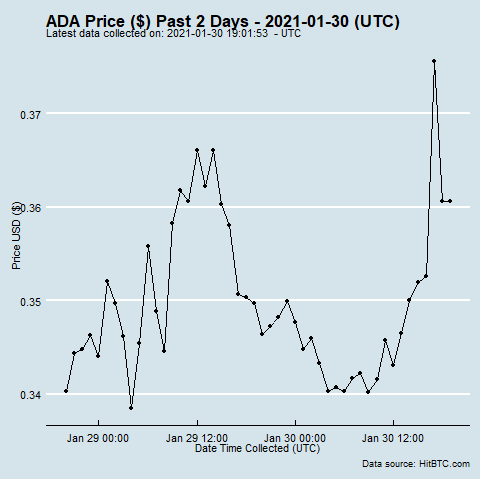 ADA Price ($) Past 2 Days - 2021-01-30 (UTC)
Latest data collected on: 2021-01-30 19:01:53  - UTC
Price USD ($)
0.37
0.36
0.35
0.34
Jan 29 00:00
Jan 29 12:00
Jan 30 00:00
Jan 30 12:00
Date Time Collected (UTC)
Data source: HitBTC.com